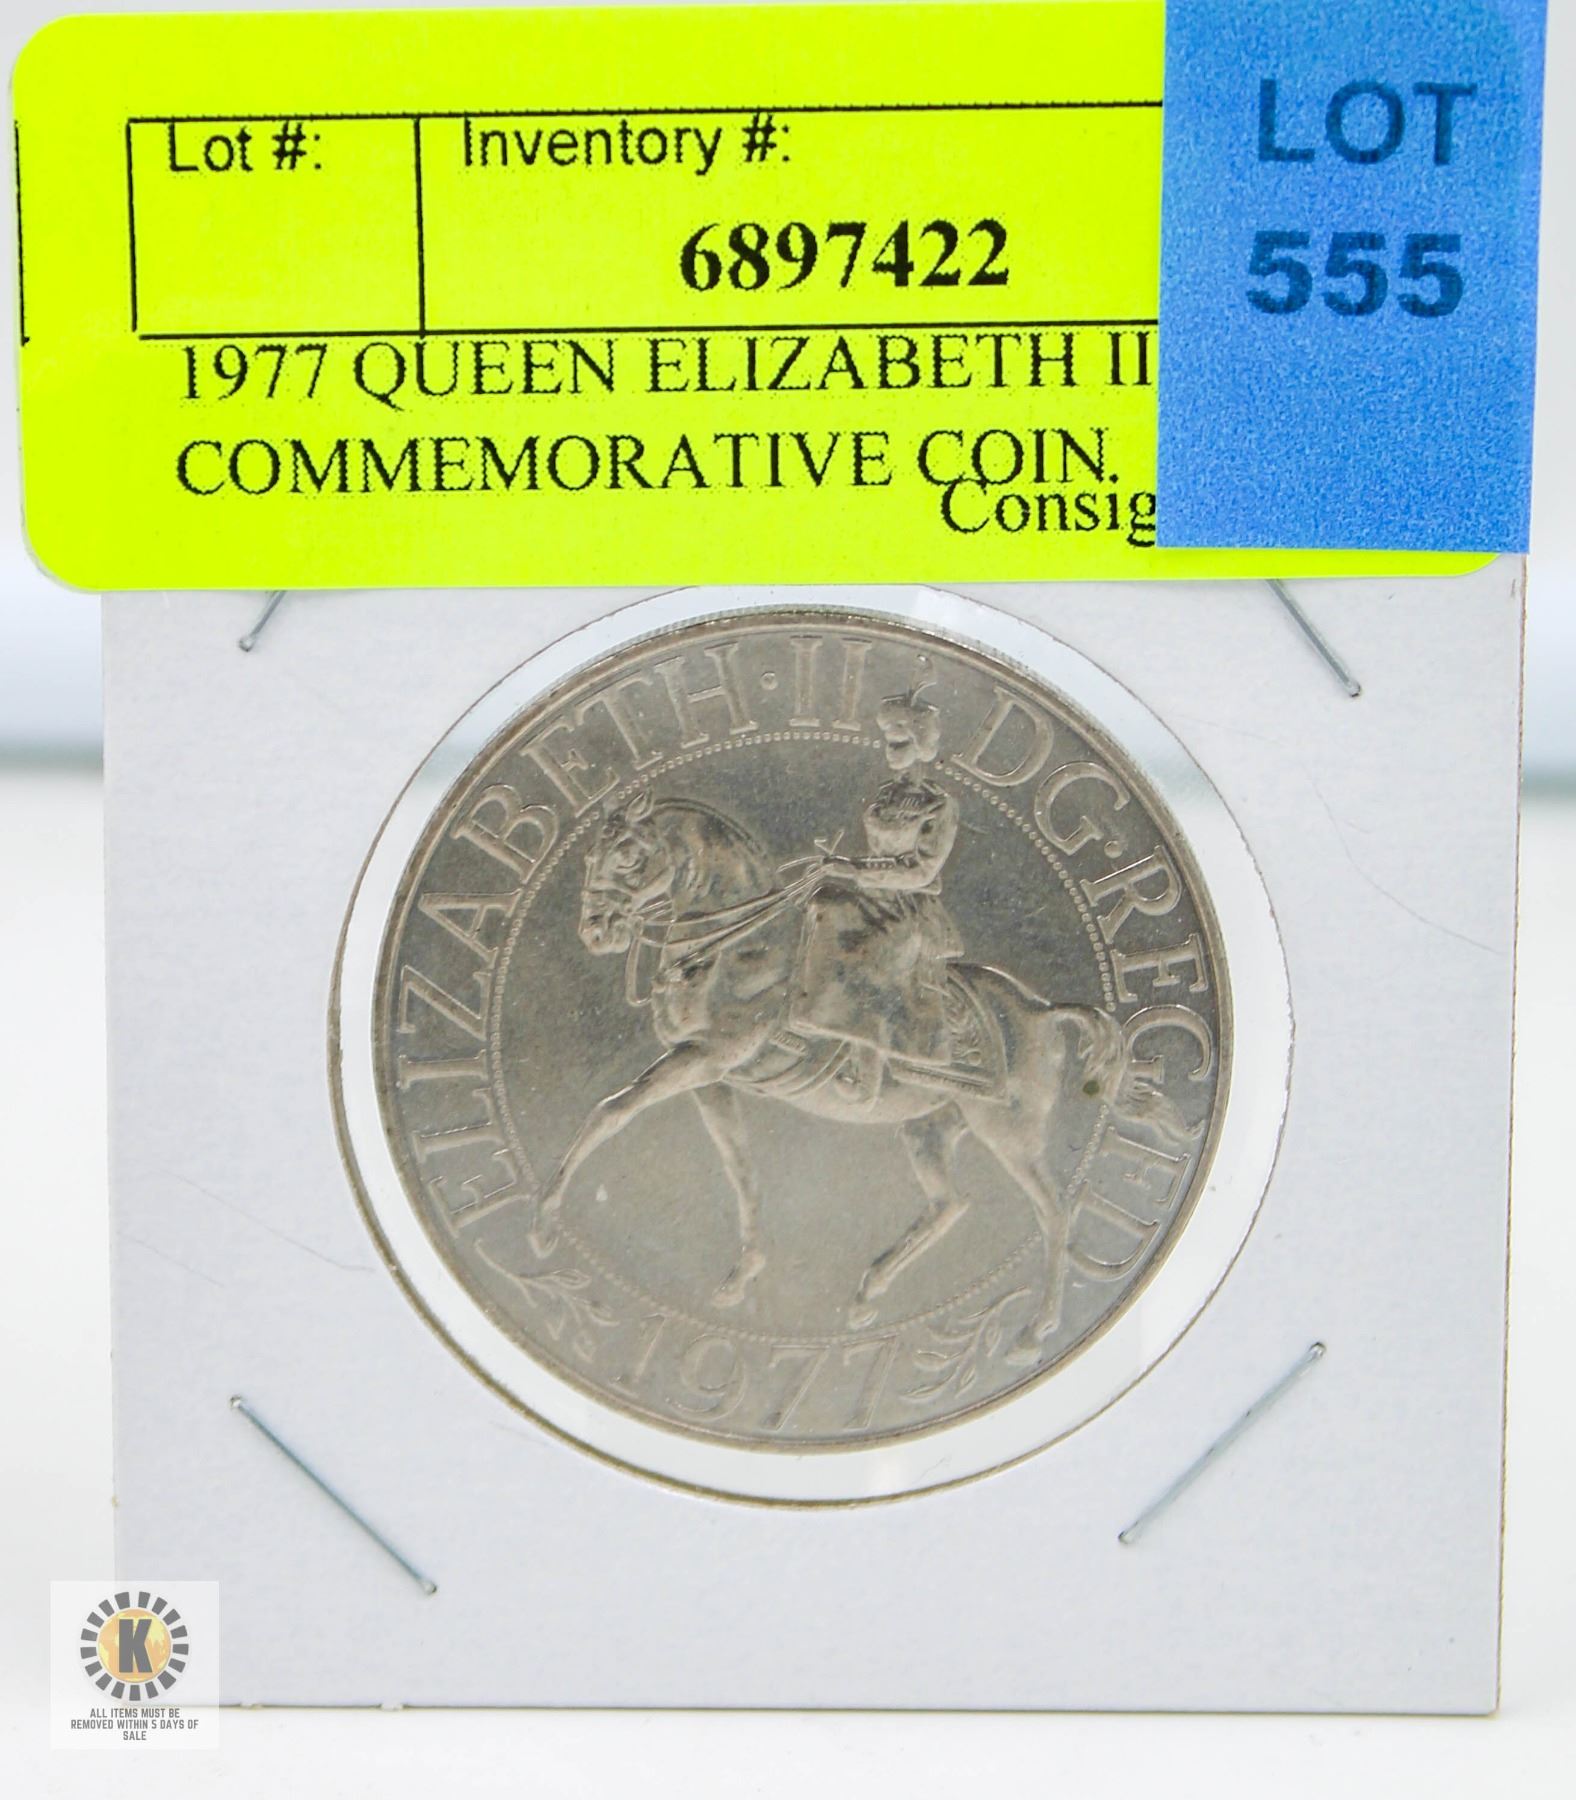 LOT
555
Lot #:
Inventory #:
6897422
1977 QUEEN ELIZABETH II
COMMEMORATIVE COIN.
Consig
ELIZABETH·II DG·REG FD
1977
K
ALL ITEMS MUST BE
REMOVED WITHIN 5 DAYS OF
SALE